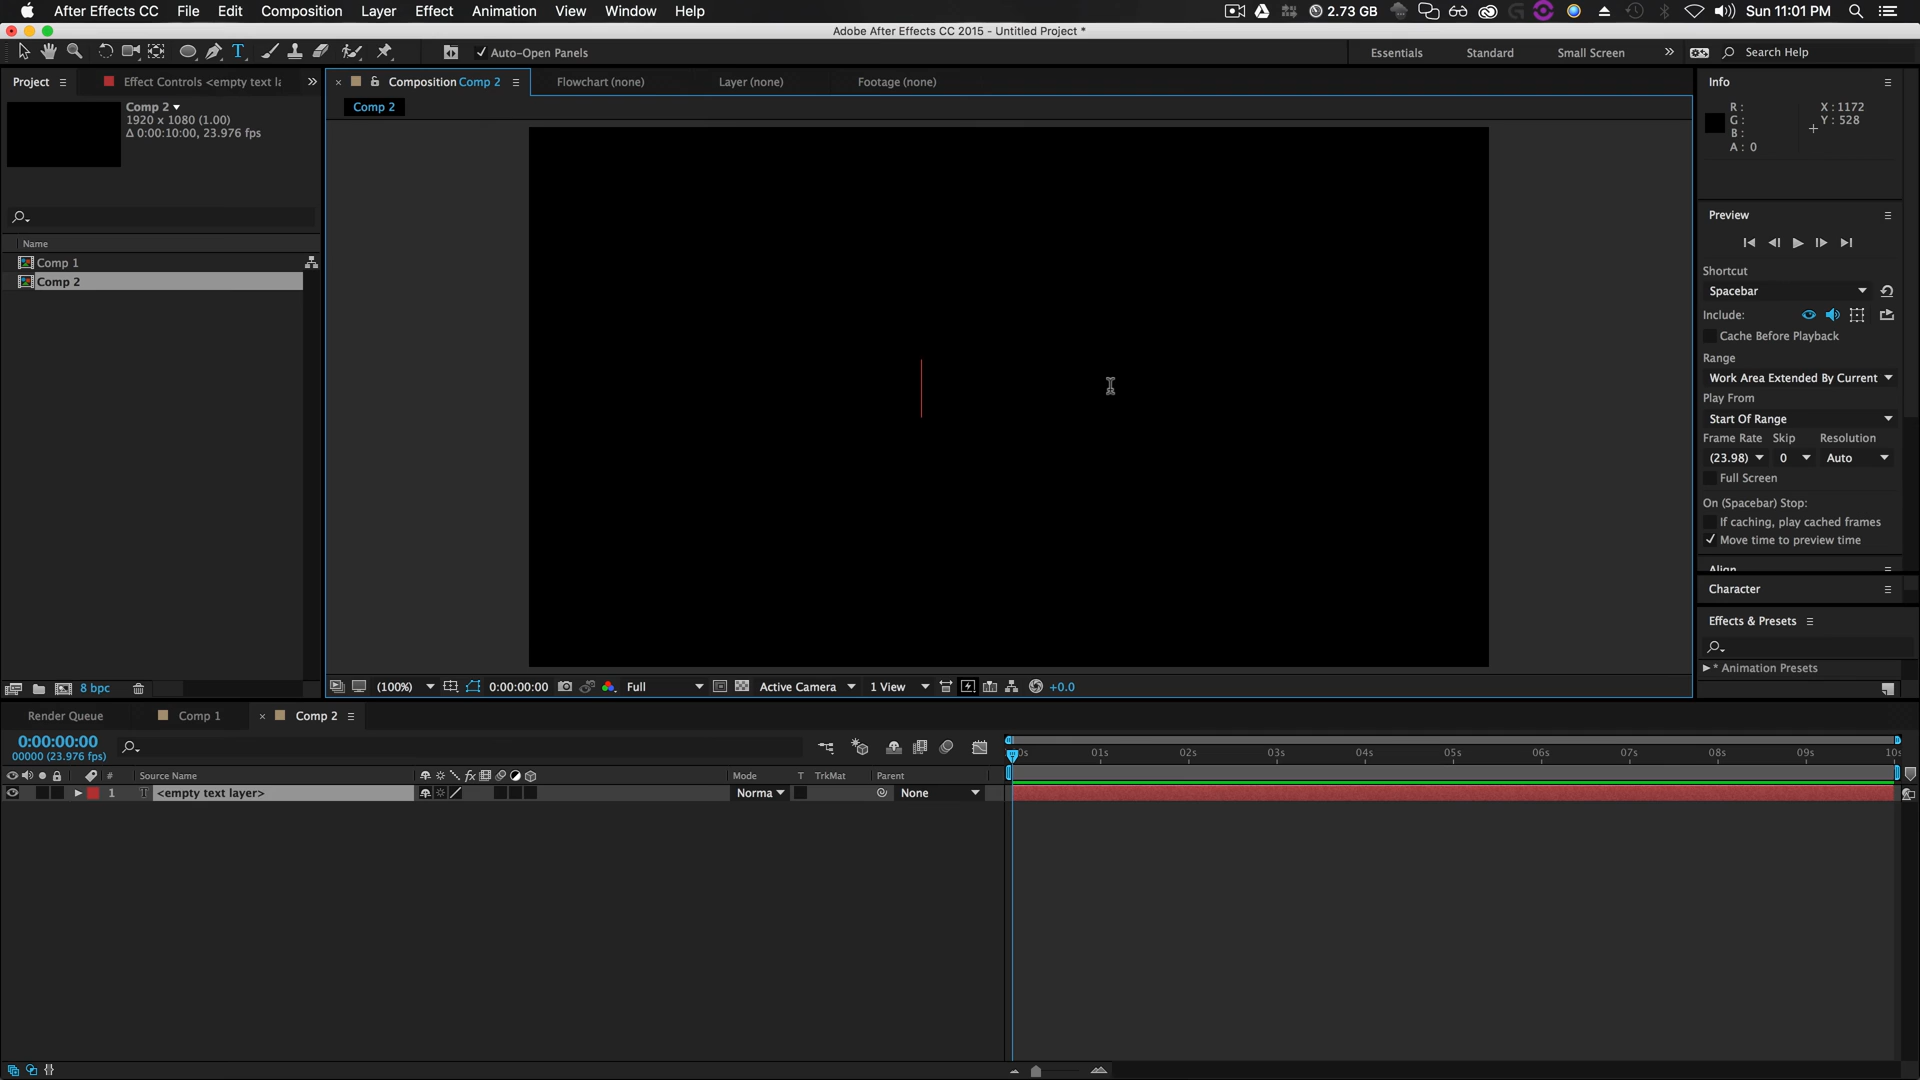 After Effects CC File Edit Composition Layer Effect Animation View Window Help 2.73 GB Sun 11:01 PM
Adobe After Effects CC 2015 - Untitled Project *
T Auto-Open Panels Essentials Standard Small Screen » Search Help
Project Effect Controls <empty text la »
Composition Comp 2 Flowchart (none) Layer (none) Footage (none)
Comp 2
Comp 2
1920 x 1080 (1.00)
Δ 0:00:10:00, 23.976 fps
Name
Comp 1
Comp 2
8 bpc
(100%) 0:00:00:00 Full Active Camera 1 View +0.0
Info
R :
G :
B :
A : 0
X : 1172
Y : 528
Preview
Shortcut
Spacebar
Include:
Cache Before Playback
Range
Work Area Extended By Current
Play From
Start Of Range
Frame Rate Skip Resolution
(23.98) 0 Auto
Full Screen
On (Spacebar) Stop:
If caching, play cached frames
Move time to preview time
Align
Character
Effects & Presets
* Animation Presets
Render Queue Comp 1 Comp 2
0:00:00:00
00000 (23.976 fps)
0s 01s 02s 03s 04s 05s 06s 07s 08s 09s 10s
# Source Name fx Mode T TrkMat Parent
1 T <empty text layer> Norma None